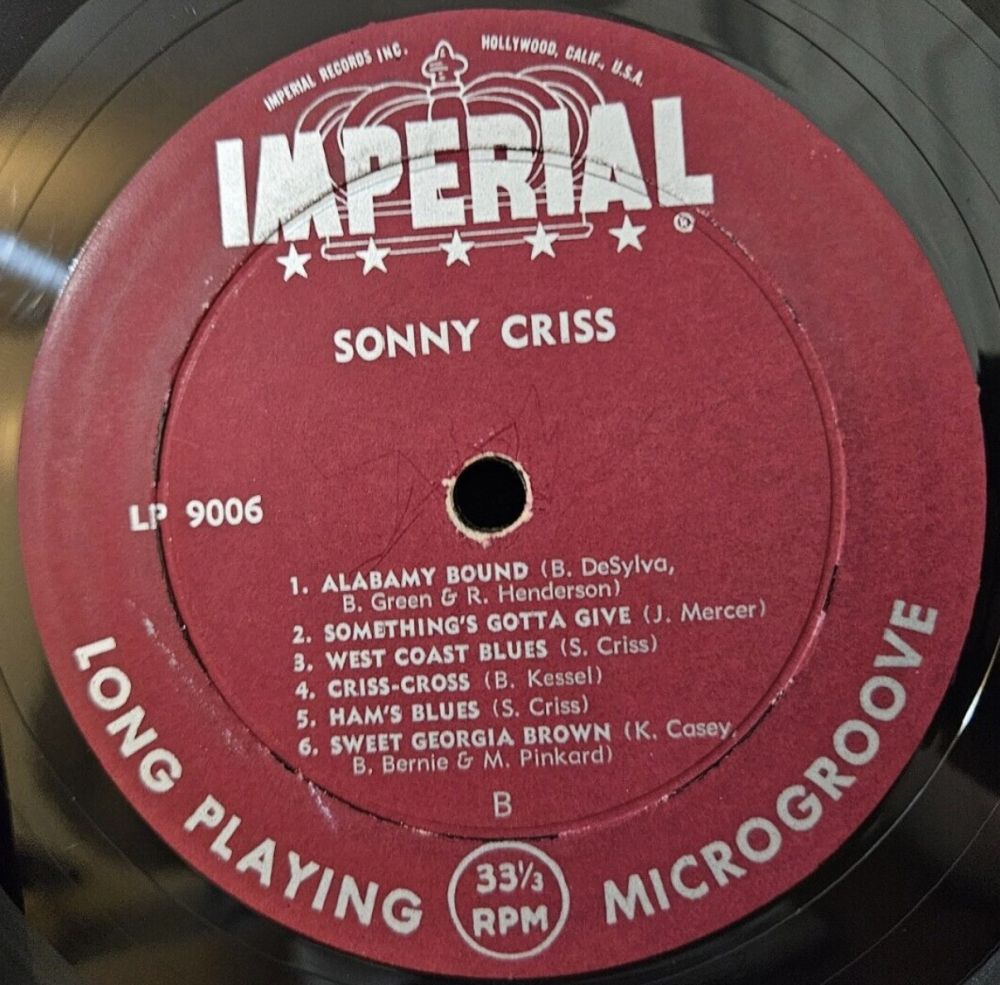 IMPERIAL RECORDS INC. HOLLYWOOD, CALIF., U.S.A.
IMPERIAL
®
SONNY CRISS
LP 9006
1. ALABAMY BOUND (B. DeSylva,
B. Green & R. Henderson)
2. SOMETHING'S GOTTA GIVE (J. Mercer)
3. WEST COAST BLUES (S. Criss)
4. CRISS-CROSS (B. Kessel)
5. HAM'S BLUES (S. Criss)
6. SWEET GEORGIA BROWN (K. Casey,
B. Bernie & M. Pinkard)
B
33⅓
RPM
LONG PLAYING MICROGROOVE